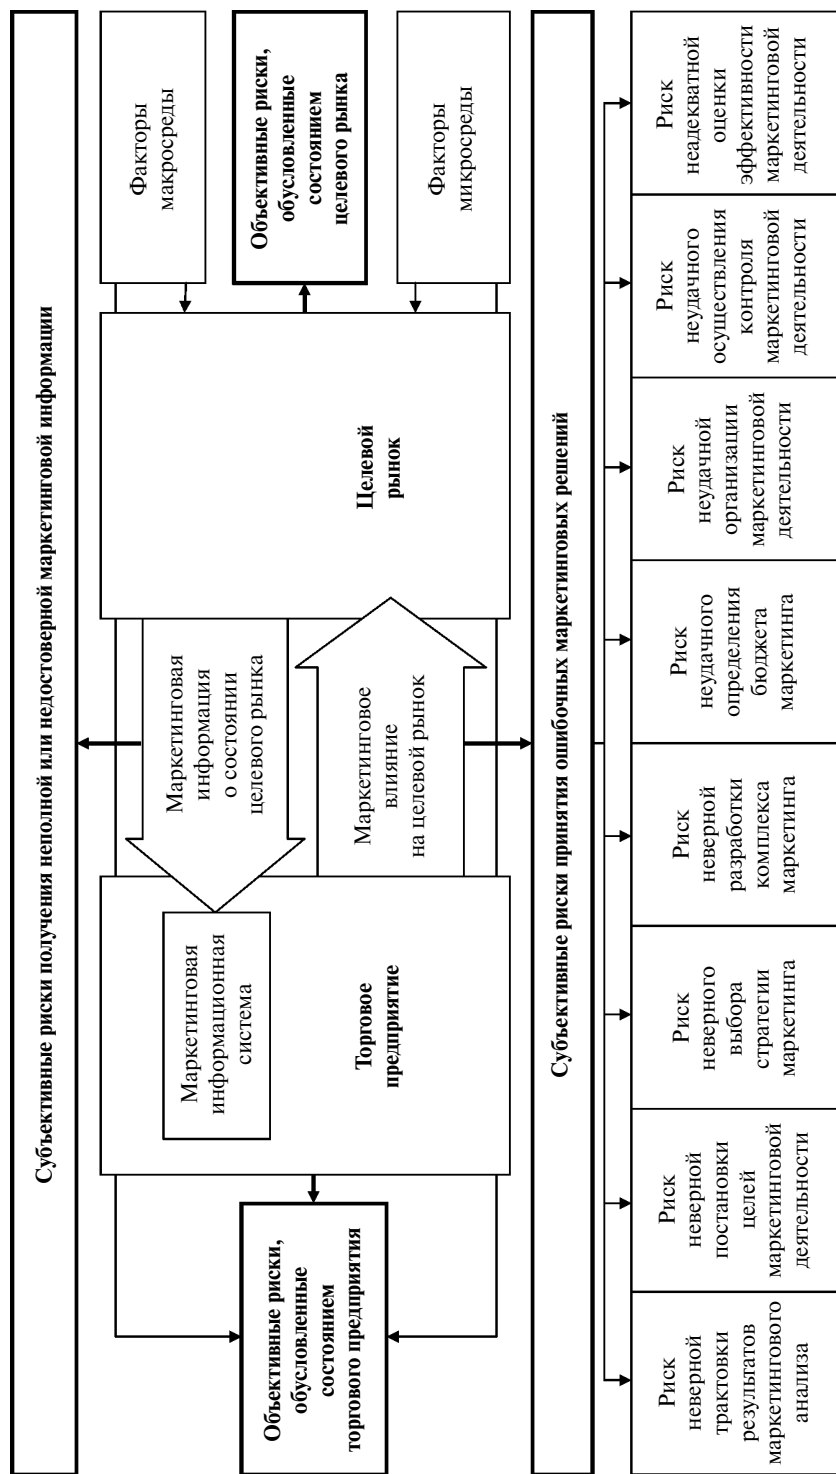 Субъективные риски получения неполной или недостоверной маркетинговой информации
Объективные риски,
обусловленные
состоянием
торгового предприятия
Маркетинговая
информационная
система
Торговое
предприятие
Маркетинговая
информация
о состоянии
целевого рынка
Маркетинговое
влияние
на целевой рынок
Целевой
рынок
Факторы
макросреды
Объективные риски,
обусловленные
состоянием
целевого рынка
Факторы
микросреды
Субъективные риски принятия ошибочных маркетинговых решений
Риск
неверной
трактовки
результатов
маркетингового
анализа
Риск
неверной
постановки
целей
маркетинговой
деятельности
Риск
неверного
выбора
стратегии
маркетинга
Риск
неверной
разработки
комплекса
маркетинга
Риск
неудачного
определения
бюджета
маркетинга
Риск
неудачной
организации
маркетинговой
деятельности
Риск
неудачного
осуществления
контроля
маркетинговой
деятельности
Риск
неадекватной
оценки
эффективности
маркетинговой
деятельности